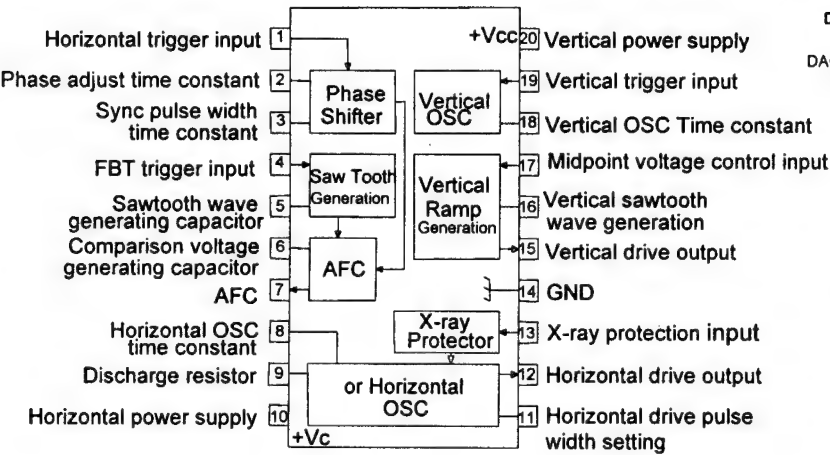 Horizontal trigger input 1
Phase adjust time constant 2
Sync pulse width
time constant 3
FBT trigger input 4
Sawtooth wave
generating capacitor 5
Comparison voltage
generating capacitor 6
AFC 7
Horizontal OSC
time constant 8
Discharge resistor 9
Horizontal power supply 10
+Vc
Phase
Shifter
Saw Tooth
Generation
AFC
Vertical
OSC
Vertical
Ramp
Generation
X-ray
Protector
or Horizontal
OSC
+Vcc
20 Vertical power supply
19 Vertical trigger input
18 Vertical OSC Time constant
17 Midpoint voltage control input
16 Vertical sawtooth
wave generation
15 Vertical drive output
14 GND
13 X-ray protection input
12 Horizontal drive output
11 Horizontal drive pulse
width setting
DA